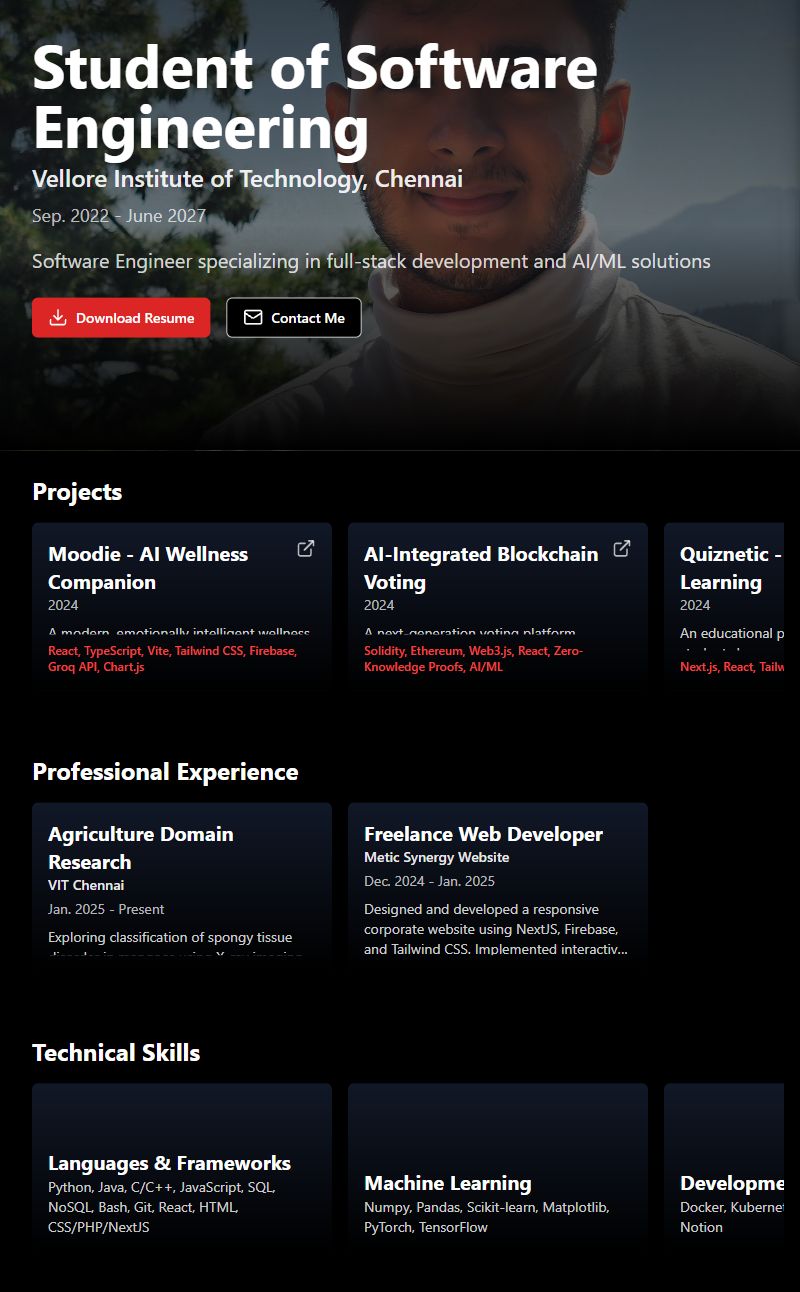 Student of Software
Engineering
Vellore Institute of Technology, Chennai
Sep. 2022 - June 2027
Software Engineer specializing in full-stack development and AI/ML solutions
Download Resume
Contact Me
Projects
Moodie - AI Wellness
Companion
2024
A modern, emotionally intelligent wellness
React, TypeScript, Vite, Tailwind CSS, Firebase,
Groq API, Chart.js
AI-Integrated Blockchain
Voting
2024
A next-generation voting platform
Solidity, Ethereum, Web3.js, React, Zero-
Knowledge Proofs, AI/ML
Quiznetic -
Learning
2024
An educational p
Next.js, React, Tailw
Professional Experience
Agriculture Domain
Research
VIT Chennai
Jan. 2025 - Present
Exploring classification of spongy tissue
Freelance Web Developer
Metic Synergy Website
Dec. 2024 - Jan. 2025
Designed and developed a responsive
corporate website using NextJS, Firebase,
and Tailwind CSS. Implemented interactiv...
Technical Skills
Languages & Frameworks
Python, Java, C/C++, JavaScript, SQL,
NoSQL, Bash, Git, React, HTML,
CSS/PHP/NextJS
Machine Learning
Numpy, Pandas, Scikit-learn, Matplotlib,
PyTorch, TensorFlow
Developme
Docker, Kubernet
Notion